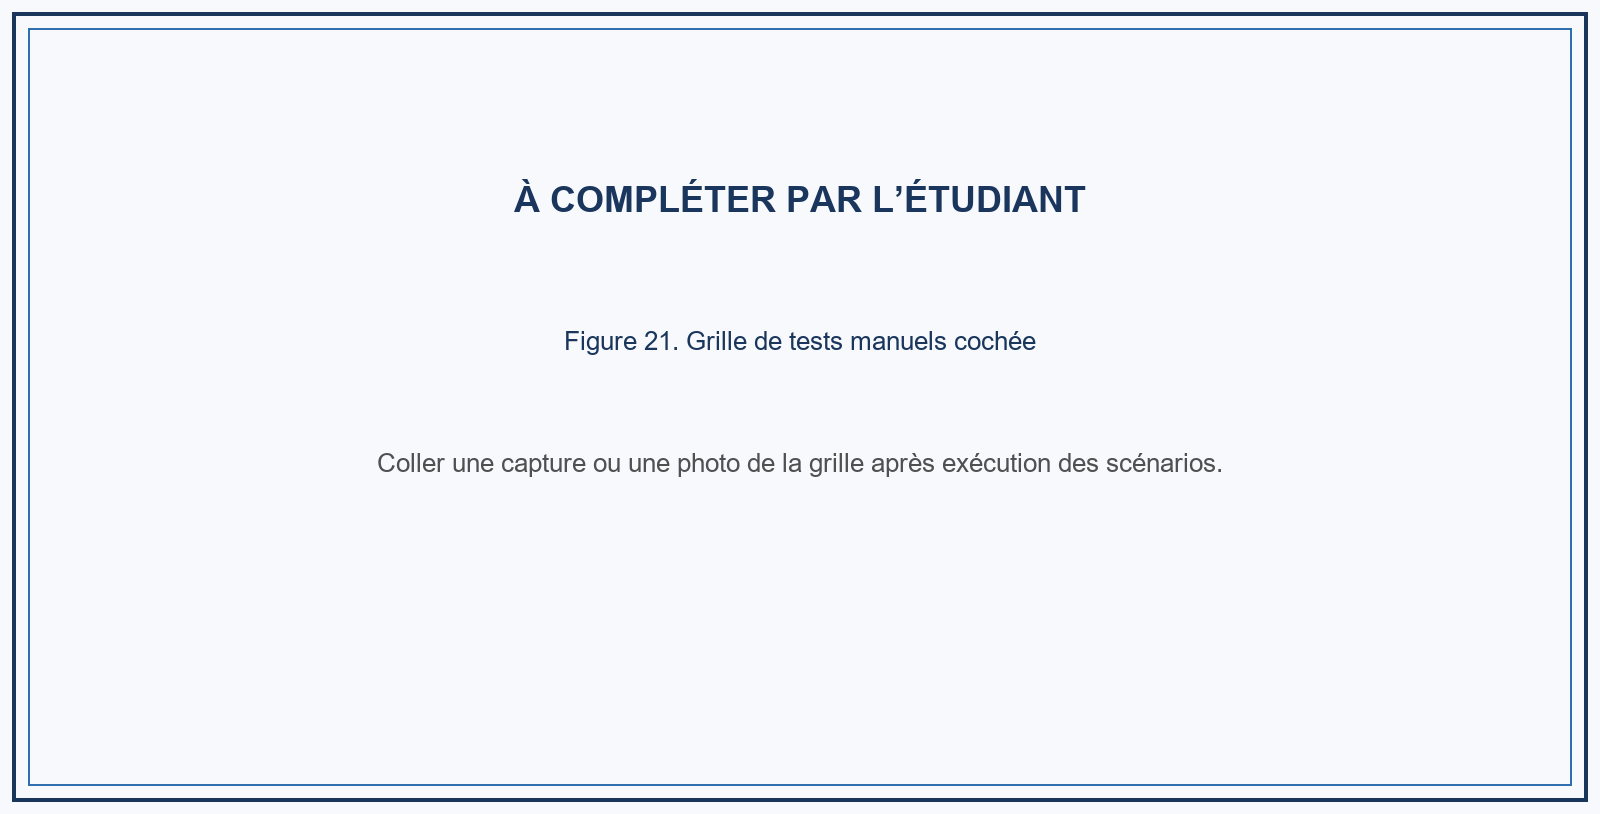 À COMPLÉTER PAR L’ÉTUDIANT
Figure 21. Grille de tests manuels cochée
Coller une capture ou une photo de la grille après exécution des scénarios.